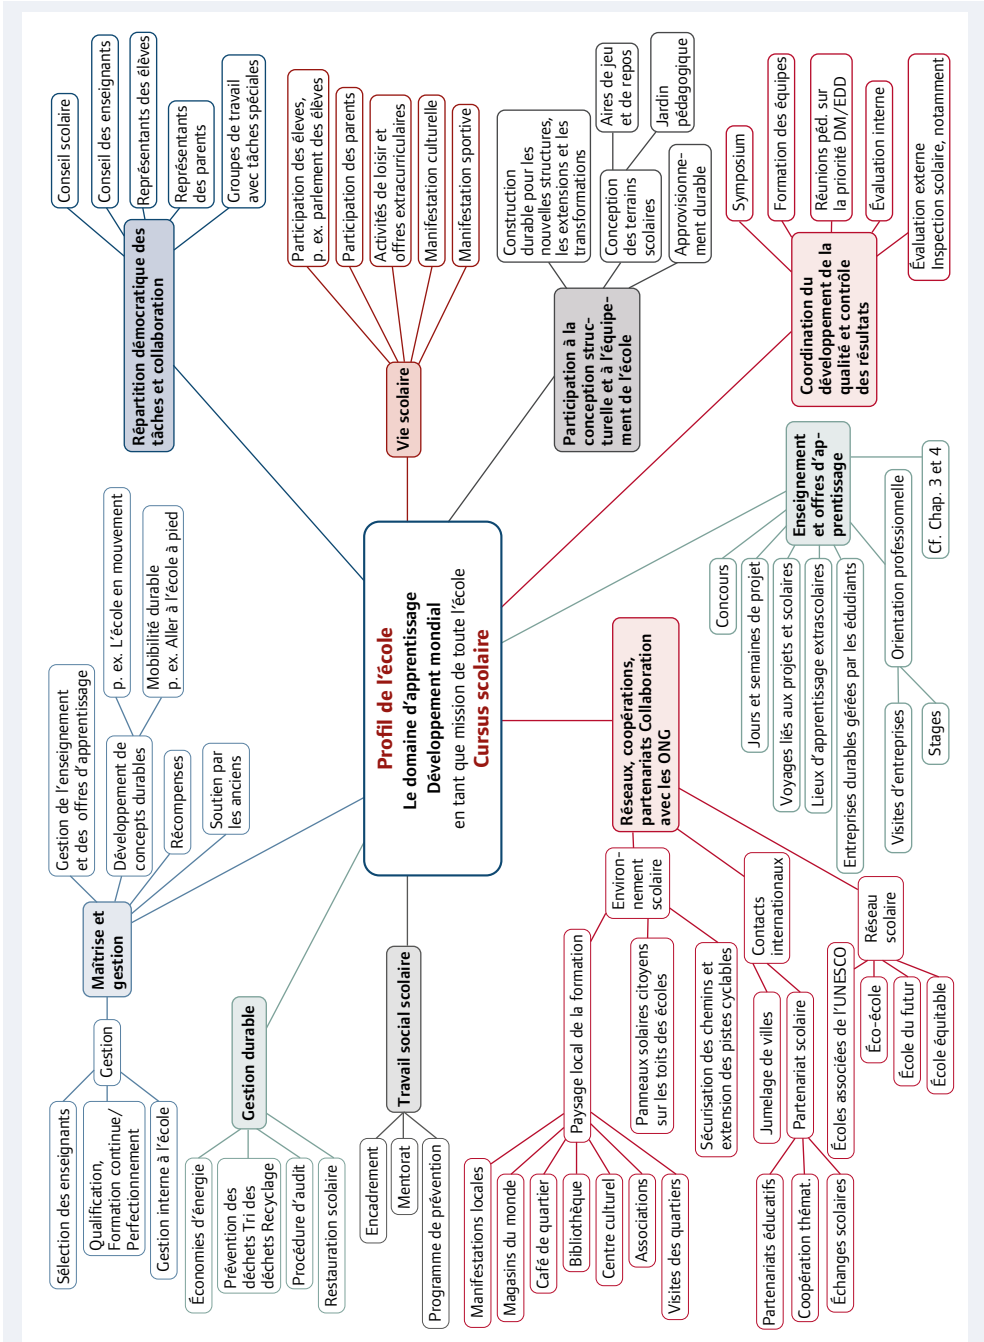 Profil de l’école
Le domaine d’apprentissage
Développement mondial
en tant que mission de toute l’école
Cursus scolaire
Maîtrise et
gestion
Gestion
Sélection des enseignants
Qualification,
Formation continue/
Perfectionnement
Gestion interne à l’école
Gestion de l’enseignement
et des offres d’apprentissage
Développement de
concepts durables
p. ex. L’école en mouvement
Mobibilité durable
p. ex. Aller à l’école à pied
Récompenses
Soutien par
les anciens
Répartition démocratique des
tâches et collaboration
Conseil scolaire
Conseil des enseignants
Représentants des élèves
Représentants
des parents
Groupes de travail
avec tâches spéciales
Gestion durable
Économies d’énergie
Prévention des
déchets Tri des
déchets Recyclage
Procédure d’audit
Restauration scolaire
Vie scolaire
Participation des éleves,
p. ex. parlement des élèves
Participation des parents
Activités de loisir et
offres extracurriculaires
Manifestation culturelle
Manifestation sportive
Travail social scolaire
Encadrement
Mentorat
Programme de prévention
Participation à la
conception struc-
turelle et à l’équipe-
ment de l’école
Construction
durable pour les
nouvelles structures,
les extensions et les
transformations
Conception
des terrains
scolaires
Aires de jeu
et de repos
Jardin
pédagogique
Approvisionne-
ment durable
Réseaux, coopérations,
partenariats Collaboration
avec les ONG
Environ-
nement
scolaire
Paysage local de la formation
Manifestations locales
Magasins du monde
Café de quartier
Bibliothèque
Centre culturel
Associations
Visites des quartiers
Panneaux solaires citoyens
sur les toits des écoles
Sécurisation des chemins et
extension des pistes cyclables
Contacts
internationaux
Jumelage de villes
Partenariat scolaire
Partenariats éducatifs
Coopération thémat.
Échanges scolaires
Réseau
scolaire
Écoles associées de l’UNESCO
Éco-école
École du futur
École équitable
Enseignement
et offres d’ap-
prentissage
Concours
Jours et semaines de projet
Voyages liés aux projets et scolaires
Lieux d’apprentissage extrascolaires
Entreprises durables gérées par les édudiants
Orientation professionnelle
Visites d’entreprises
Stages
Cf. Chap. 3 et 4
Coordination du
développement de la
qualité et contrôle
des résultats
Symposium
Formation des équipes
Réunions péd. sur
la priorité DM/EDD
Évaluation interne
Évaluation externe
Inspection scolaire, notamment